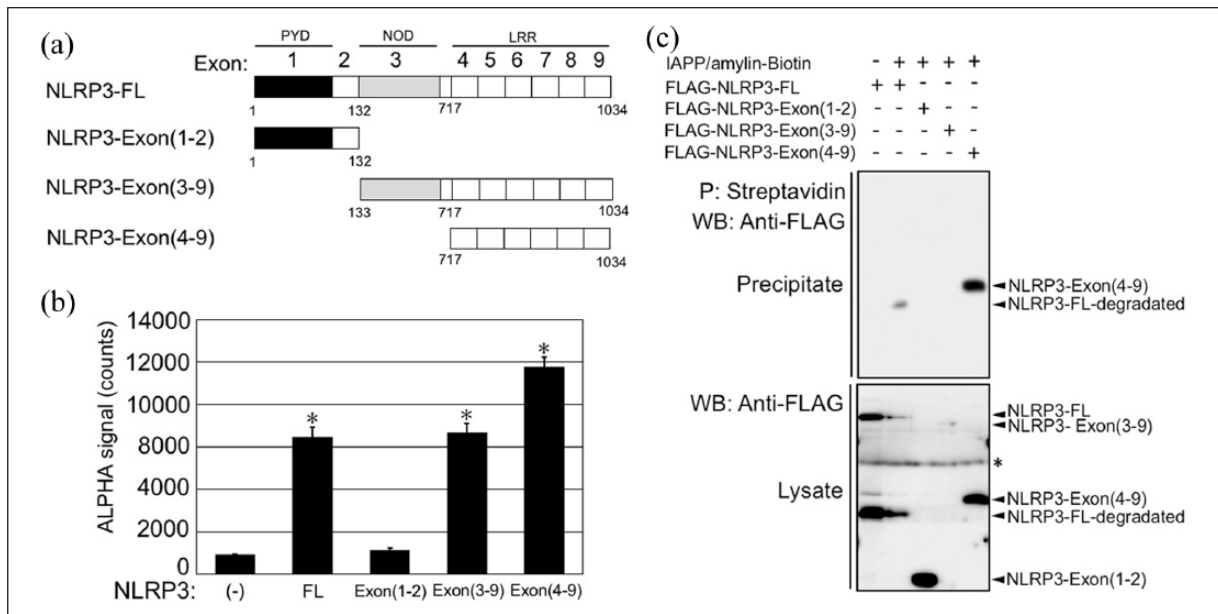 (a)
PYD NOD LRR
Exon: 1 2 3 4 5 6 7 8 9
NLRP3-FL
1 132 717 1034
NLRP3-Exon(1-2)
1 132
NLRP3-Exon(3-9)
133 717 1034
NLRP3-Exon(4-9)
717 1034
(b)
ALPHA signal (counts)
14000
12000
10000
8000
6000
4000
2000
0
* * *
NLRP3: (-) FL Exon(1-2) Exon(3-9) Exon(4-9)
(c)
IAPP/amylin-Biotin - + + + +
FLAG-NLRP3-FL + + - - -
FLAG-NLRP3-Exon(1-2) - - + - -
FLAG-NLRP3-Exon(3-9) - - - + -
FLAG-NLRP3-Exon(4-9) - - - - +
P: Streptavidin
WB: Anti-FLAG
Precipitate
NLRP3-Exon(4-9)
NLRP3-FL-degradated
WB: Anti-FLAG
Lysate
NLRP3-FL
NLRP3- Exon(3-9)
*
NLRP3-Exon(4-9)
NLRP3-FL-degradated
NLRP3-Exon(1-2)